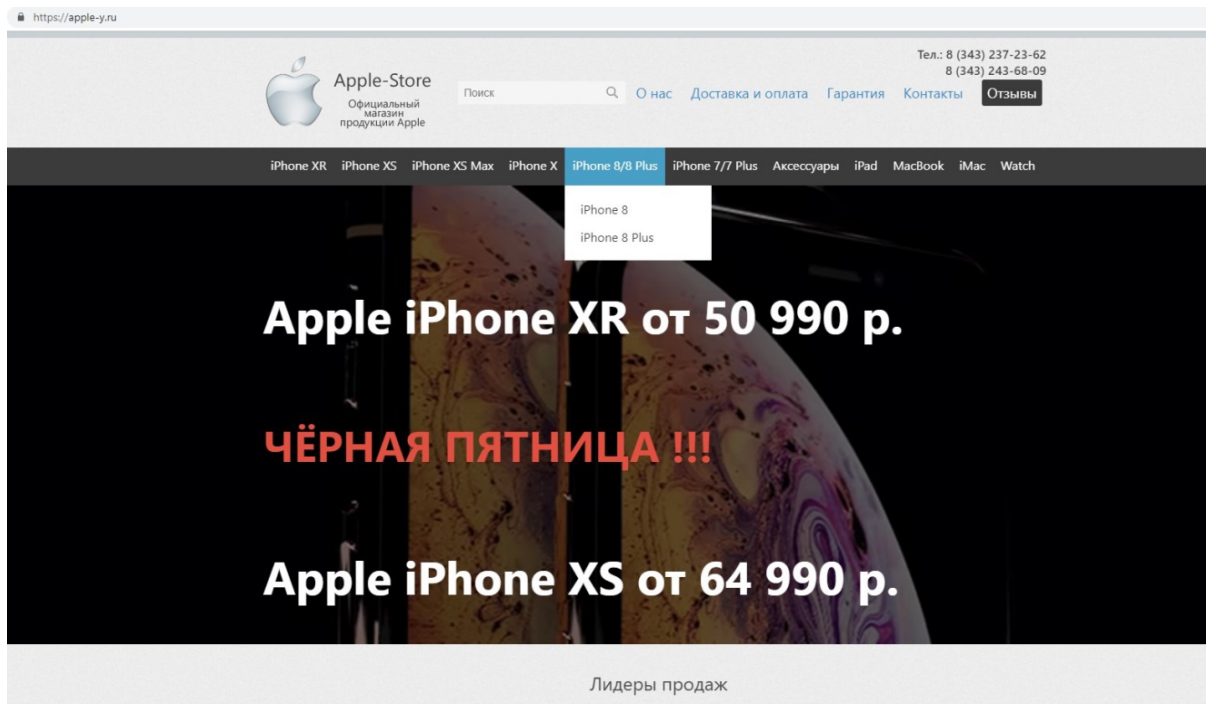 https://apple-y.ru
Тел.: 8 (343) 237-23-62
8 (343) 243-68-09
Apple-Store
Официальный
магазин
продукции Apple
Поиск
О нас Доставка и оплата Гарантия Контакты Отзывы
iPhone XR iPhone XS iPhone XS Max iPhone X iPhone 8/8 Plus iPhone 7/7 Plus Аксессуары iPad MacBook iMac Watch
iPhone 8
iPhone 8 Plus
Apple iPhone XR от 50 990 р.
ЧЁРНАЯ ПЯТНИЦА !!!
Apple iPhone XS от 64 990 р.
Лидеры продаж